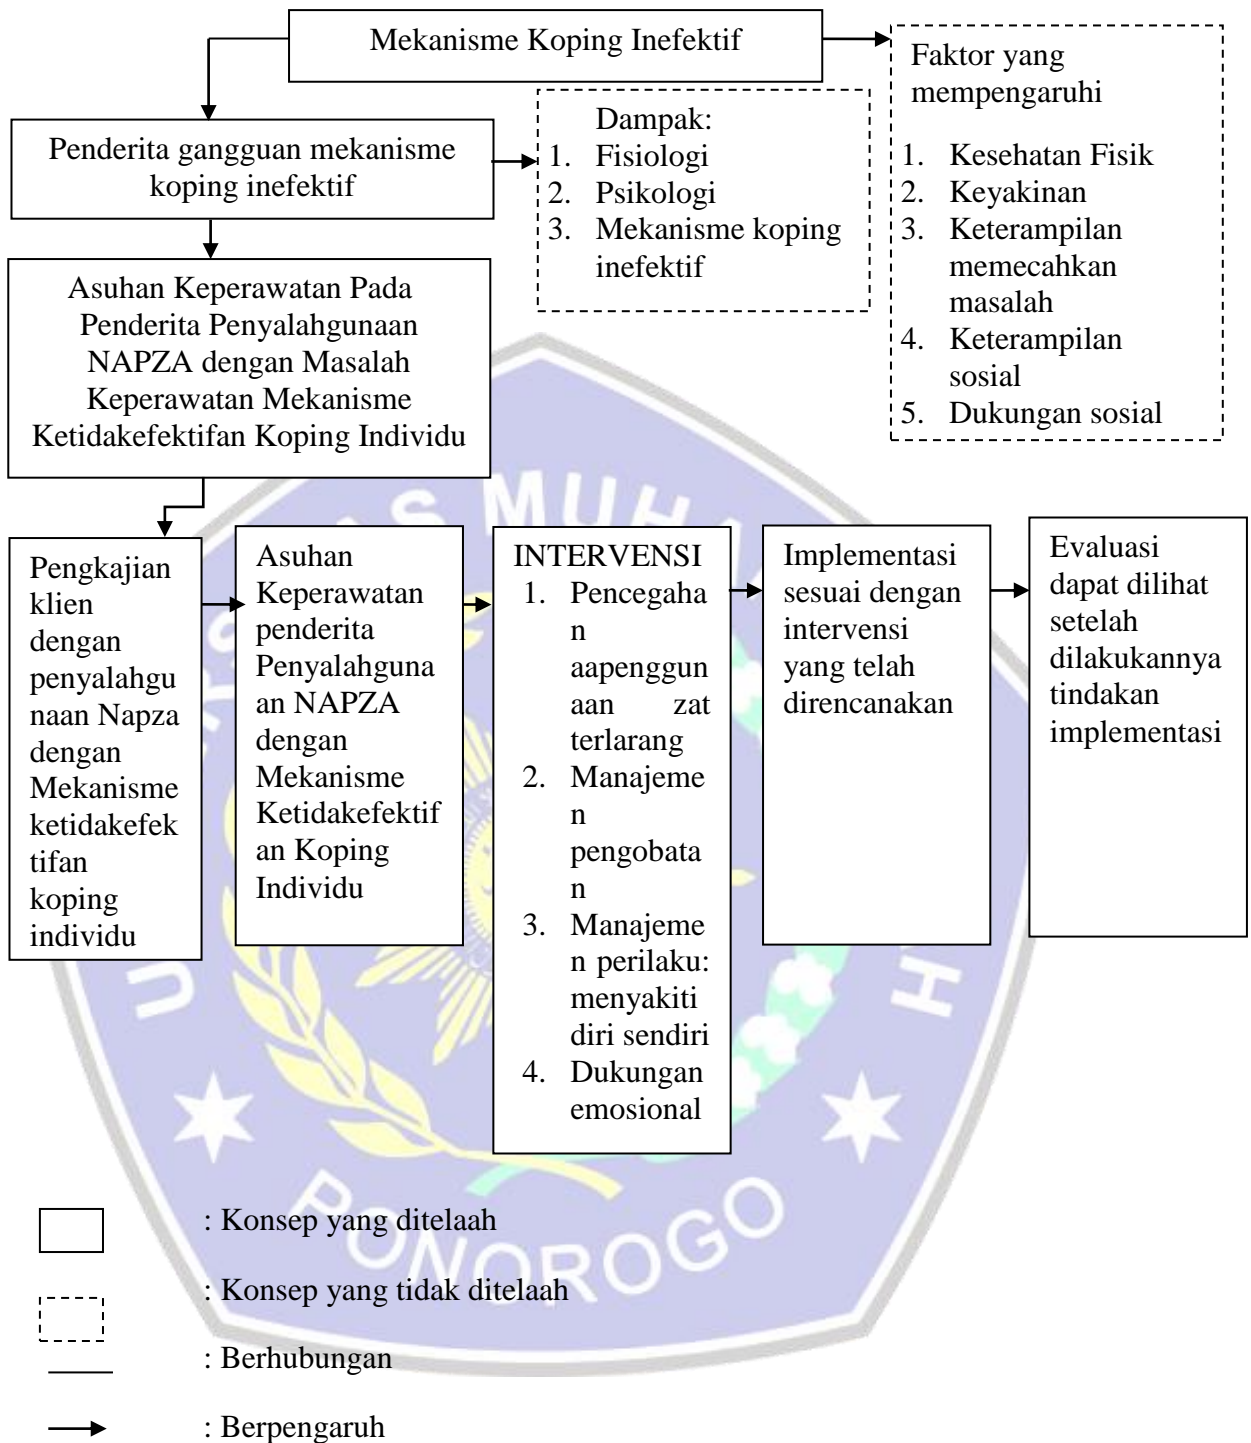 Mekanisme Koping Inefektif
Faktor yang
mempengaruhi
1. Kesehatan Fisik
2. Keyakinan
3. Keterampilan
memecahkan
masalah
4. Keterampilan
sosial
5. Dukungan sosial
Dampak:
1. Fisiologi
2. Psikologi
3. Mekanisme koping
inefektif
Penderita gangguan mekanisme
koping inefektif
Asuhan Keperawatan Pada
Penderita Penyalahgunaan
NAPZA dengan Masalah
Keperawatan Mekanisme
Ketidakefektifan Koping Individu
Pengkajian
klien
dengan
penyalahgu
naan Napza
dengan
Mekanisme
ketidakefek
tifan
koping
individu
Asuhan
Keperawatan
penderita
Penyalahguna
an NAPZA
dengan
Mekanisme
Ketidakefektif
an Koping
Individu
INTERVENSI
1. Pencegaha
n
aapenggun
aan zat
terlarang
2. Manajeme
n
pengobata
n
3. Manajeme
n perilaku:
menyakiti
diri sendiri
4. Dukungan
emosional
Implementasi
sesuai dengan
intervensi
yang telah
direncanakan
Evaluasi
dapat dilihat
setelah
dilakukannya
tindakan
implementasi
PONOROGO
: Konsep yang ditelaah
: Konsep yang tidak ditelaah
: Berhubungan
: Berpengaruh